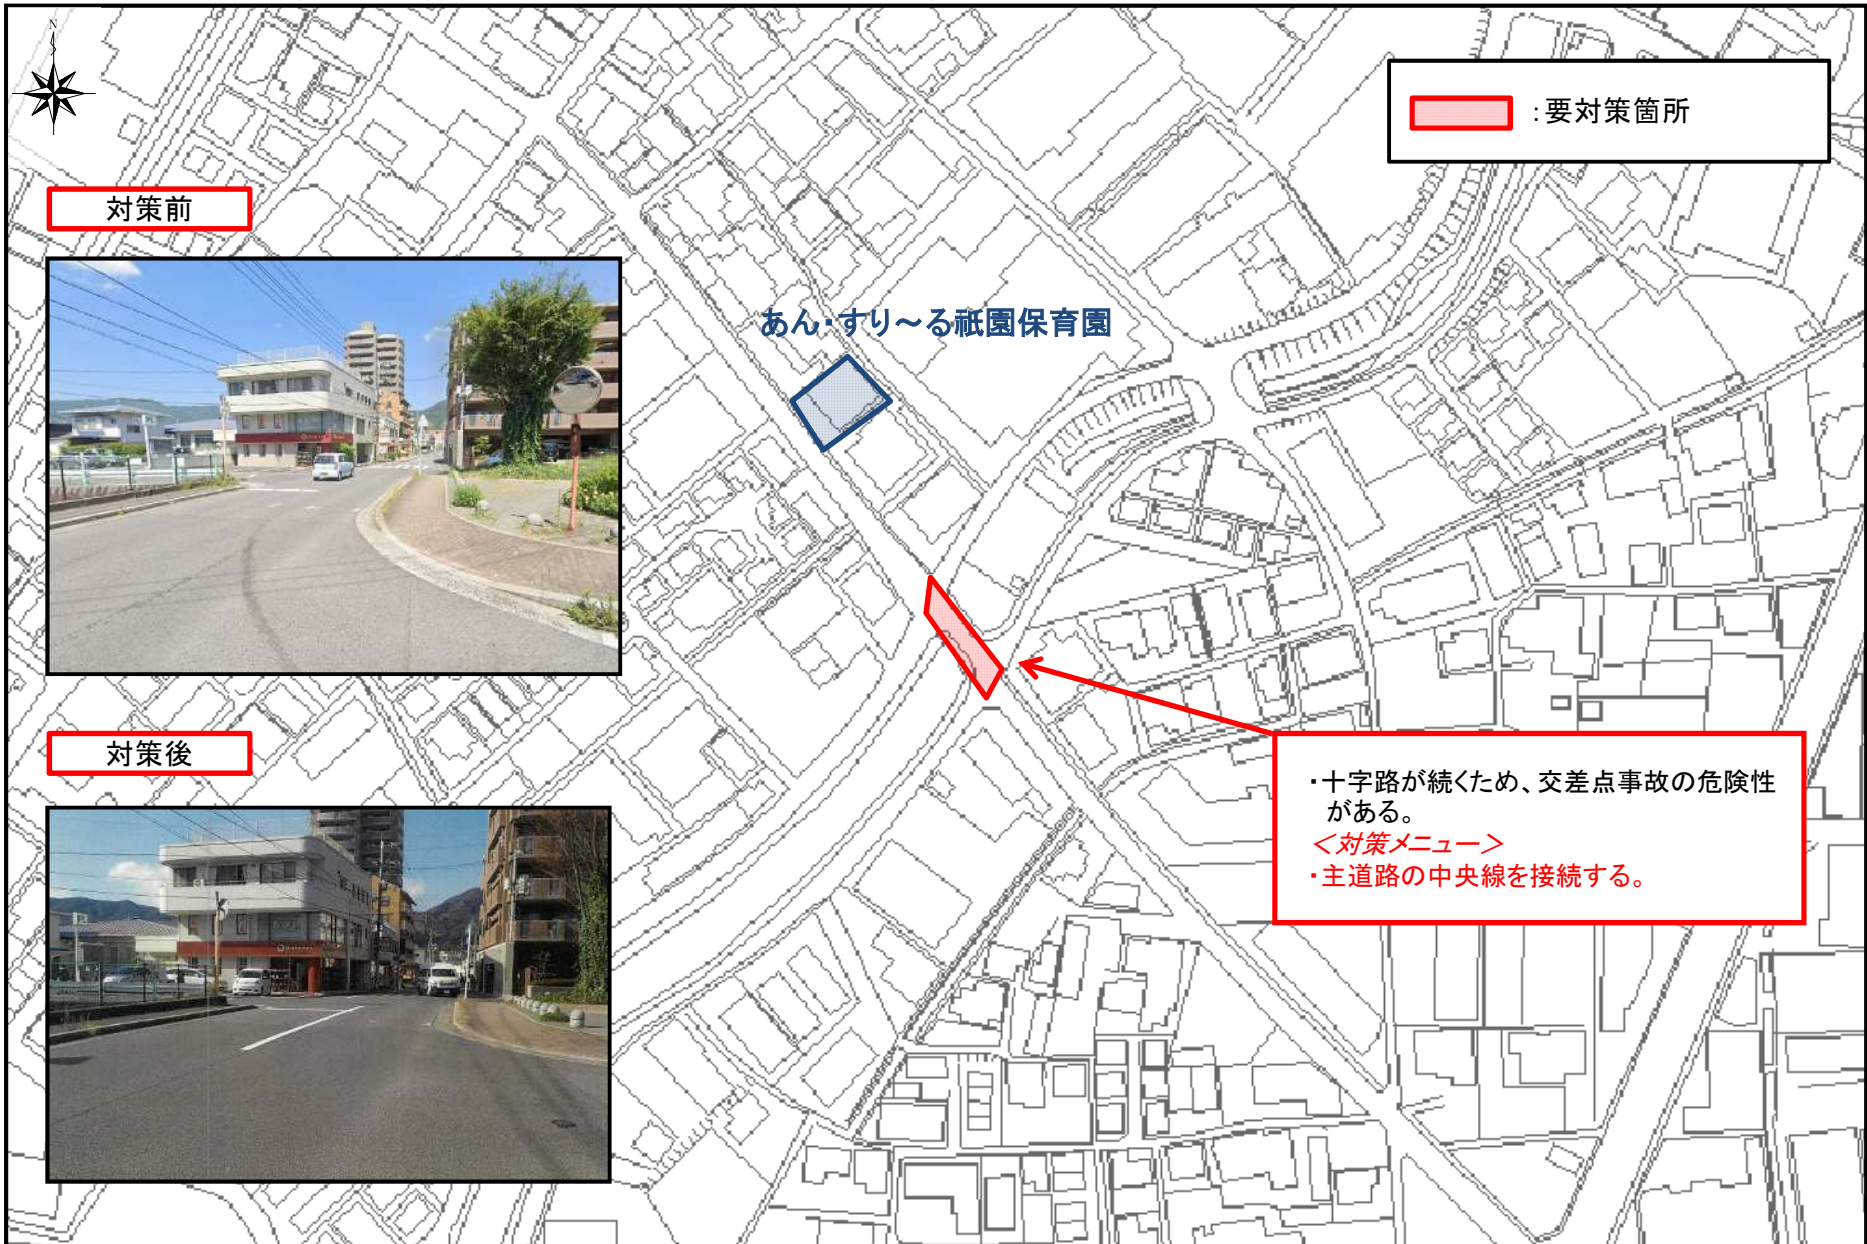 N
：要対策箇所
対策前
あん・すり～る祇園保育園
対策後
・十字路が続くため、交差点事故の危険性
がある。
＜対策メニュー＞
・主道路の中央線を接続する。